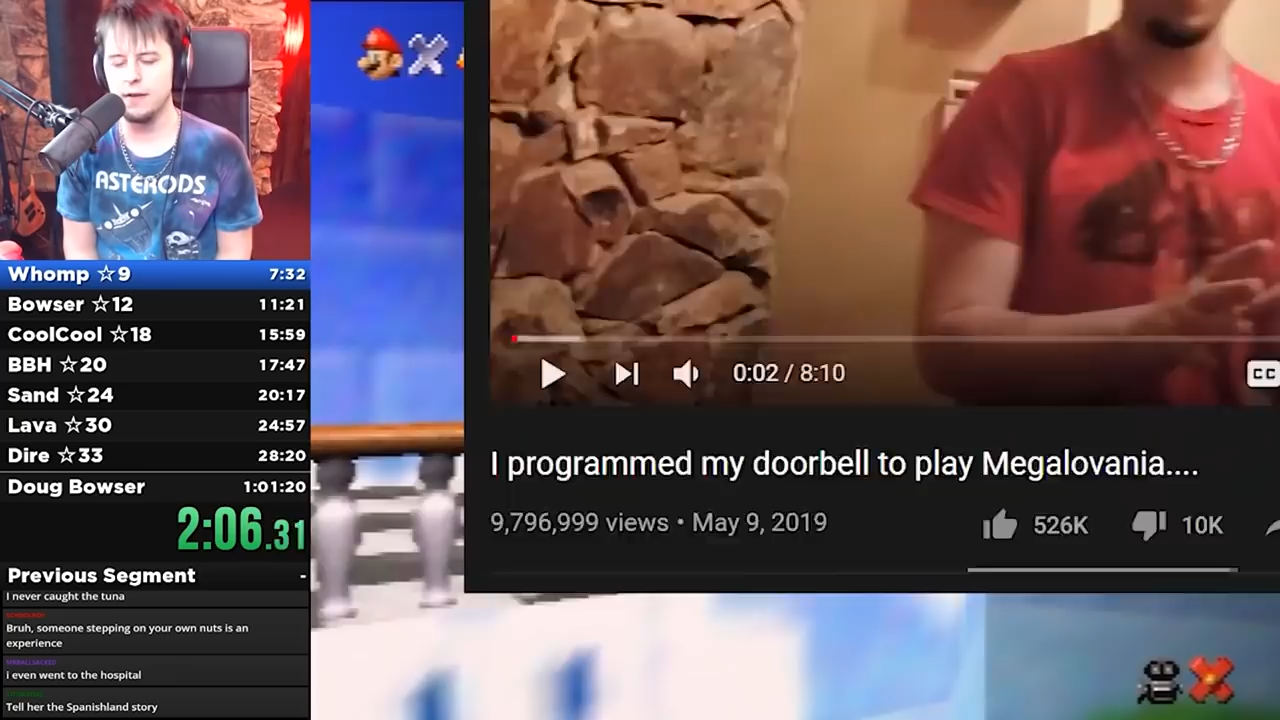 ASTERODS
Whomp ☆9 7:32
Bowser ☆12 11:21
CoolCool ☆18 15:59
BBH ☆20 17:47
Sand ☆24 20:17
Lava ☆30 24:57
Dire ☆33 28:20
Doug Bowser 1:01:20
2:06.31
Previous Segment -
I never caught the tuna
Bruh, someone stepping on your own nuts is an
experience
i even went to the hospital
Tell her the Spanishland story
0:02 / 8:10
CC
I programmed my doorbell to play Megalovania....
9,796,999 views • May 9, 2019
526K
10K